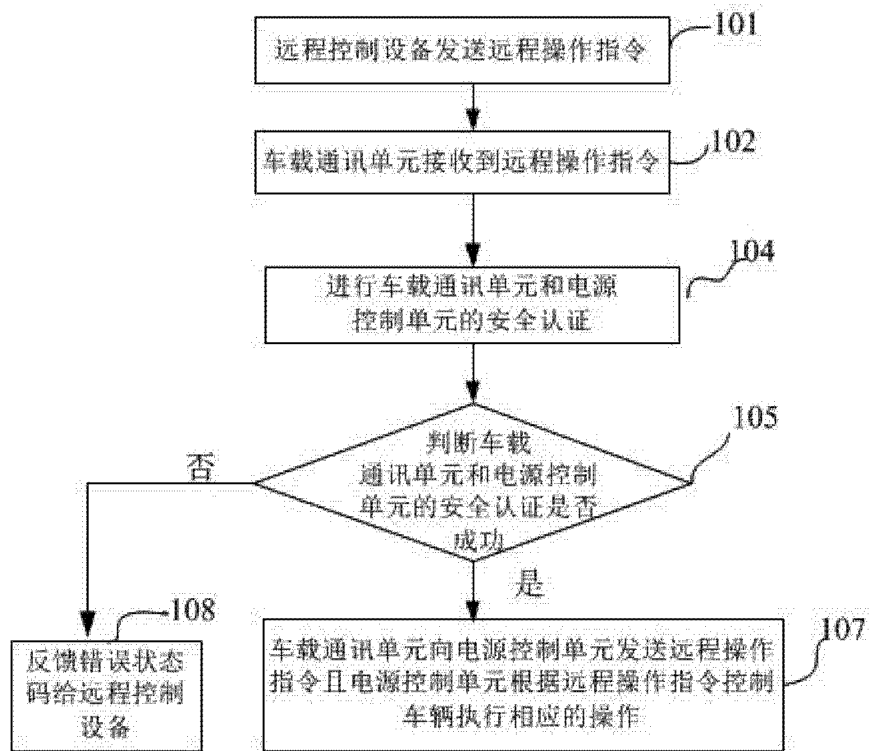 远程控制设备发送远程操作指令
101
车载通讯单元接收到远程操作指令
102
进行车载通讯单元和电源
控制单元的安全认证
104
判断车载
通讯单元和电源控制
单元的安全认证是否
成功
105
否
是
反馈错误状态
码给远程控制
设备
108
车载通讯单元向电源控制单元发送远程操作
指令且电源控制单元根据远程操作指令控制
车辆执行相应的操作
107